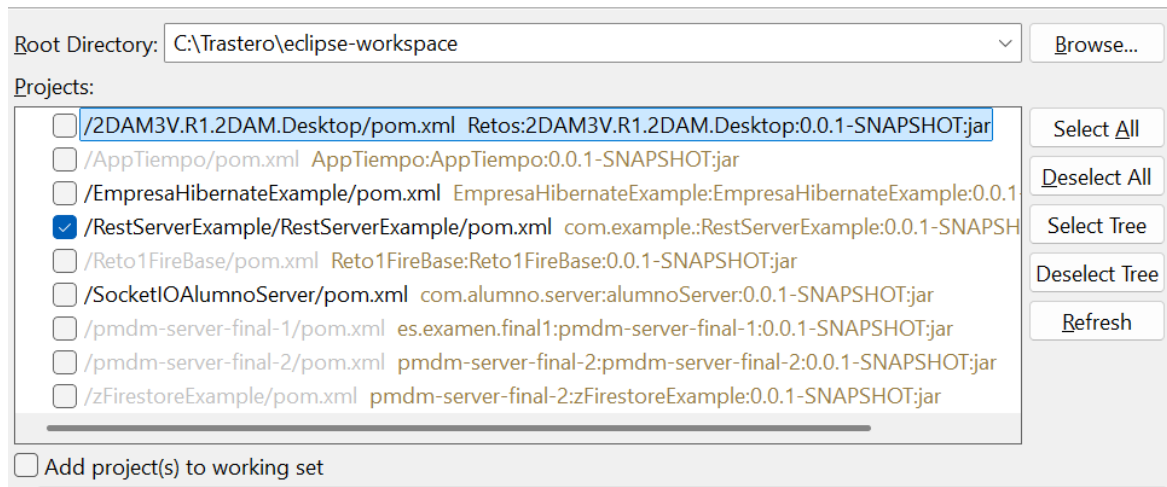 Root Directory: C:\Trastero\eclipse-workspace Browse...
Projects:
/2DAM3V.R1.2DAM.Desktop/pom.xml Retos:2DAM3V.R1.2DAM.Desktop:0.0.1-SNAPSHOT:jar
Select All
/AppTiempo/pom.xml AppTiempo:AppTiempo:0.0.1-SNAPSHOT:jar
Deselect All
/EmpresaHibernateExample/pom.xml EmpresaHibernateExample:EmpresaHibernateExample:0.0.1-
/RestServerExample/RestServerExample/pom.xml com.example.:RestServerExample:0.0.1-SNAPSH
Select Tree
/Reto1FireBase/pom.xml Reto1FireBase:Reto1FireBase:0.0.1-SNAPSHOT:jar
Deselect Tree
/SocketIOAlumnoServer/pom.xml com.alumno.server:alumnoServer:0.0.1-SNAPSHOT:jar
Refresh
/pmdm-server-final-1/pom.xml es.examen.final1:pmdm-server-final-1:0.0.1-SNAPSHOT:jar
/pmdm-server-final-2/pom.xml pmdm-server-final-2:pmdm-server-final-2:0.0.1-SNAPSHOT:jar
/zFirestoreExample/pom.xml pmdm-server-final-2:zFirestoreExample:0.0.1-SNAPSHOT:jar
Add project(s) to working set